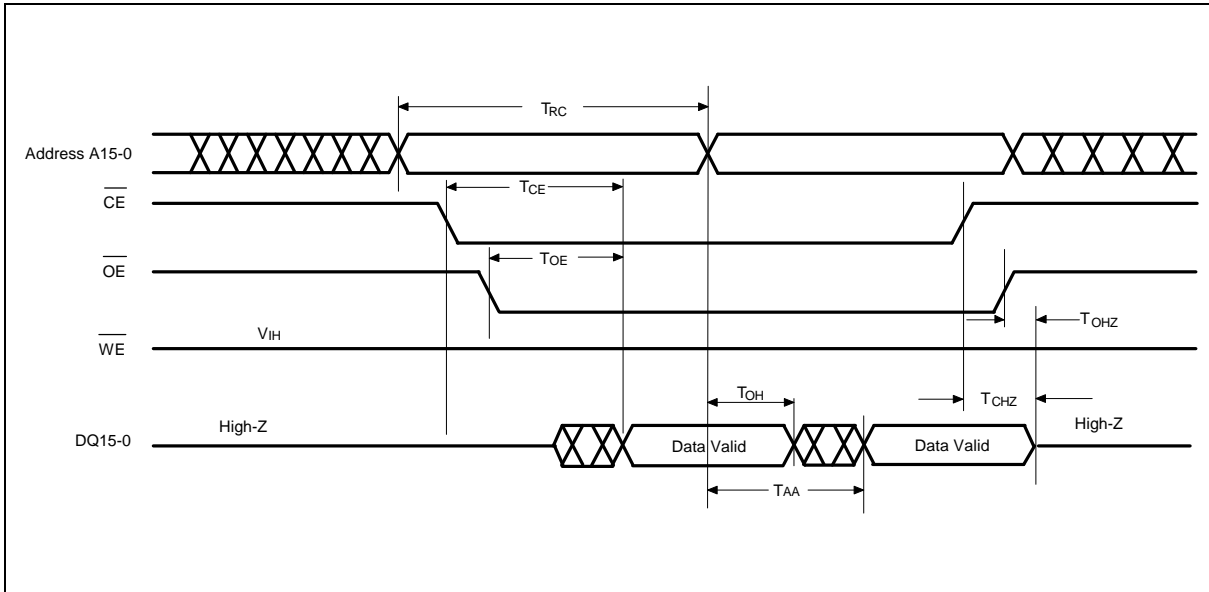 TRC
Address A15-0
TCE
CE
TOE
OE
TOHZ
VIH
WE
TOH
TCHZ
High-Z
High-Z
DQ15-0
Data Valid
Data Valid
TAA